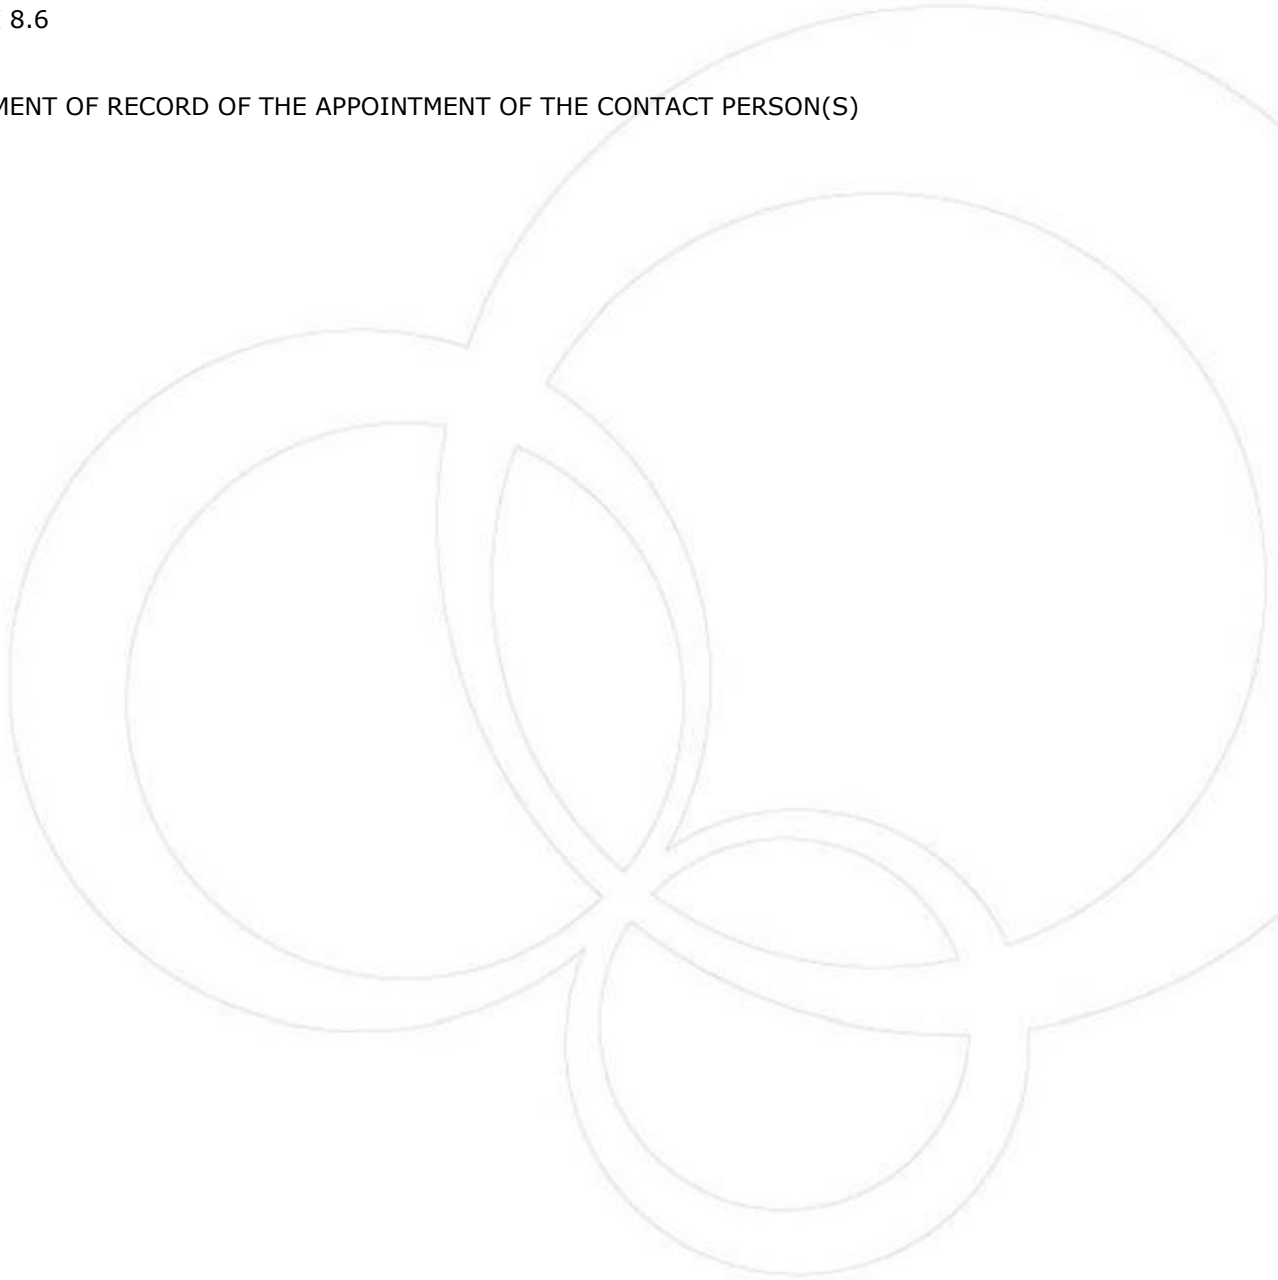 8.6
MENT OF RECORD OF THE APPOINTMENT OF THE CONTACT PERSON(S)